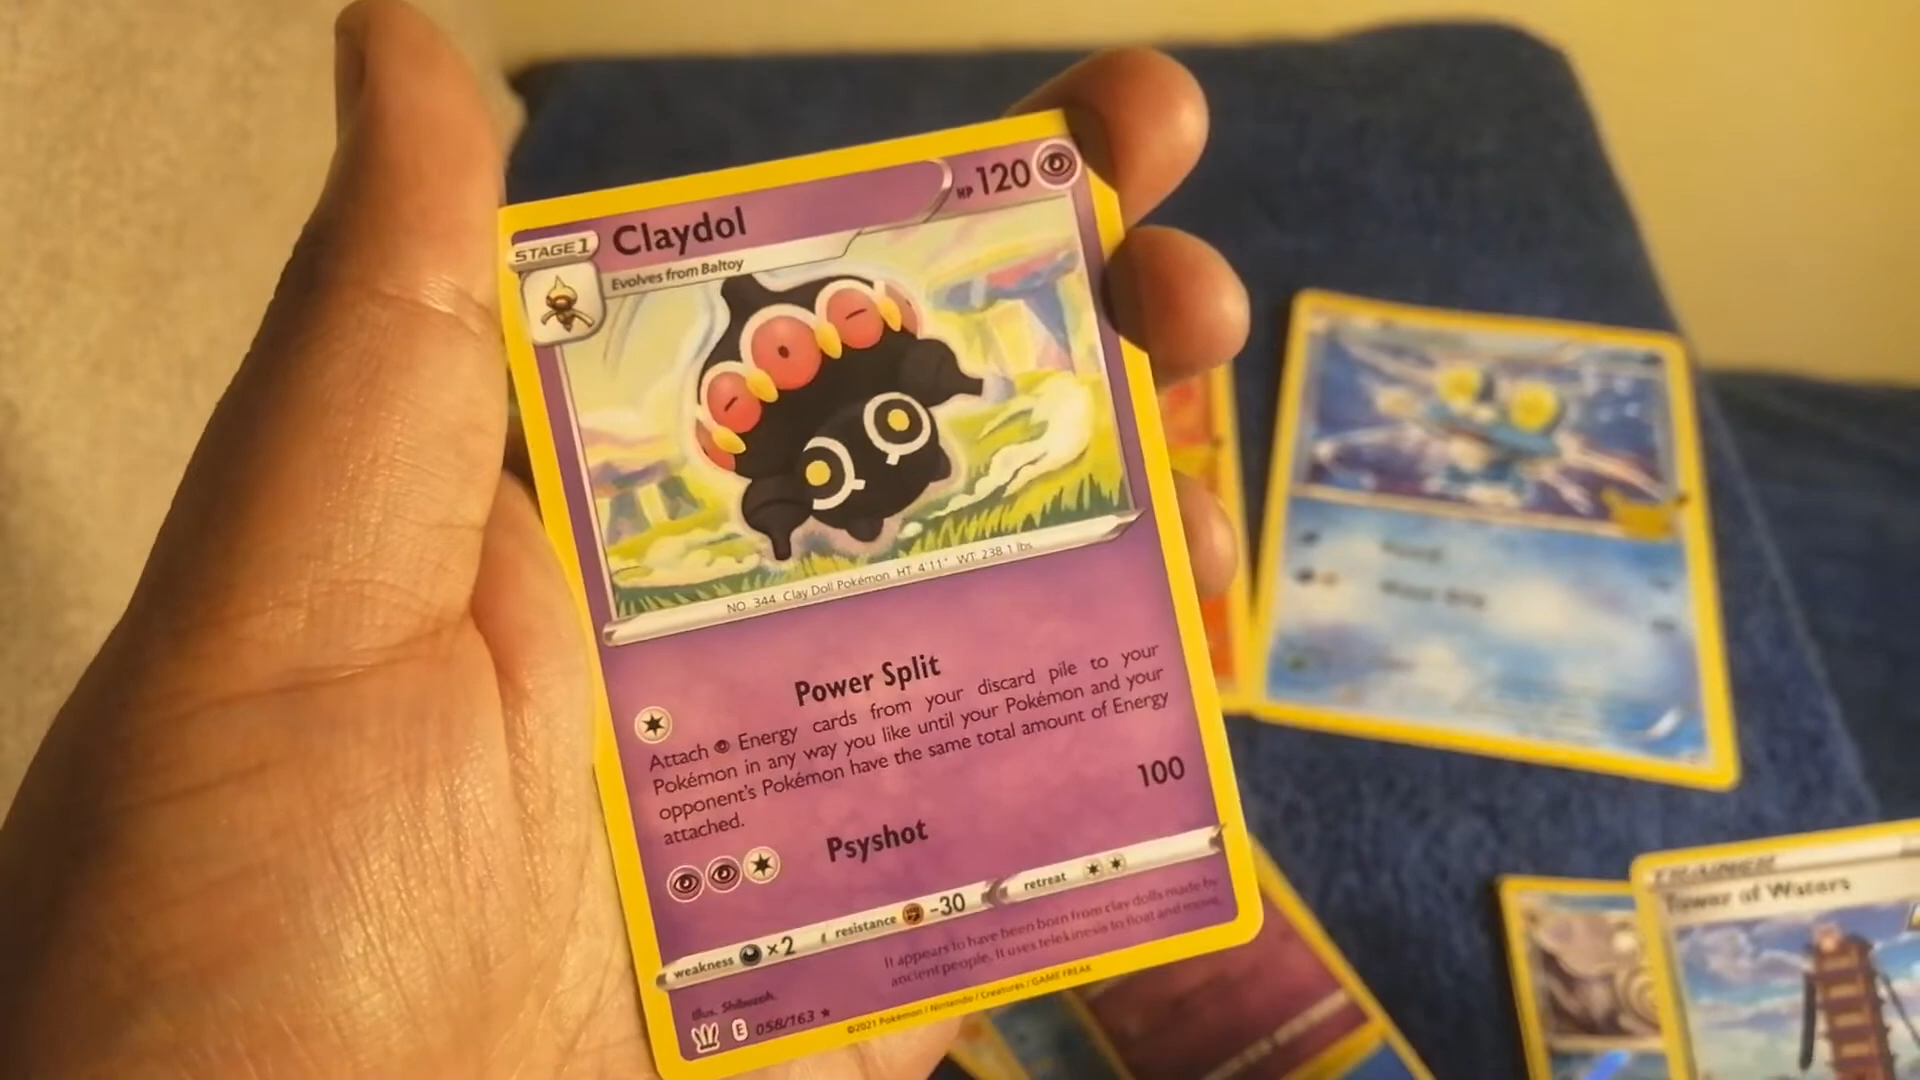 STAGE 1 Claydol HP 120
Evolves from Baltoy
NO. 344 Clay Doll Pokémon HT 4'11" WT 238.1 lbs
Power Split
Attach Energy cards from your discard pile to your
Pokémon in any way you like until your Pokémon and your
opponent's Pokémon have the same total amount of Energy
attached.
Psyshot 100
weakness ×2 resistance -30 retreat
It appears to have been born from clay dolls made by
ancient people. It uses telekinesis to float and move.
Illus. Shibuzoh.
E 058/163 ★ ©2021 Pokémon / Nintendo / Creatures / GAME FREAK
TRAINER
Tower of Waters